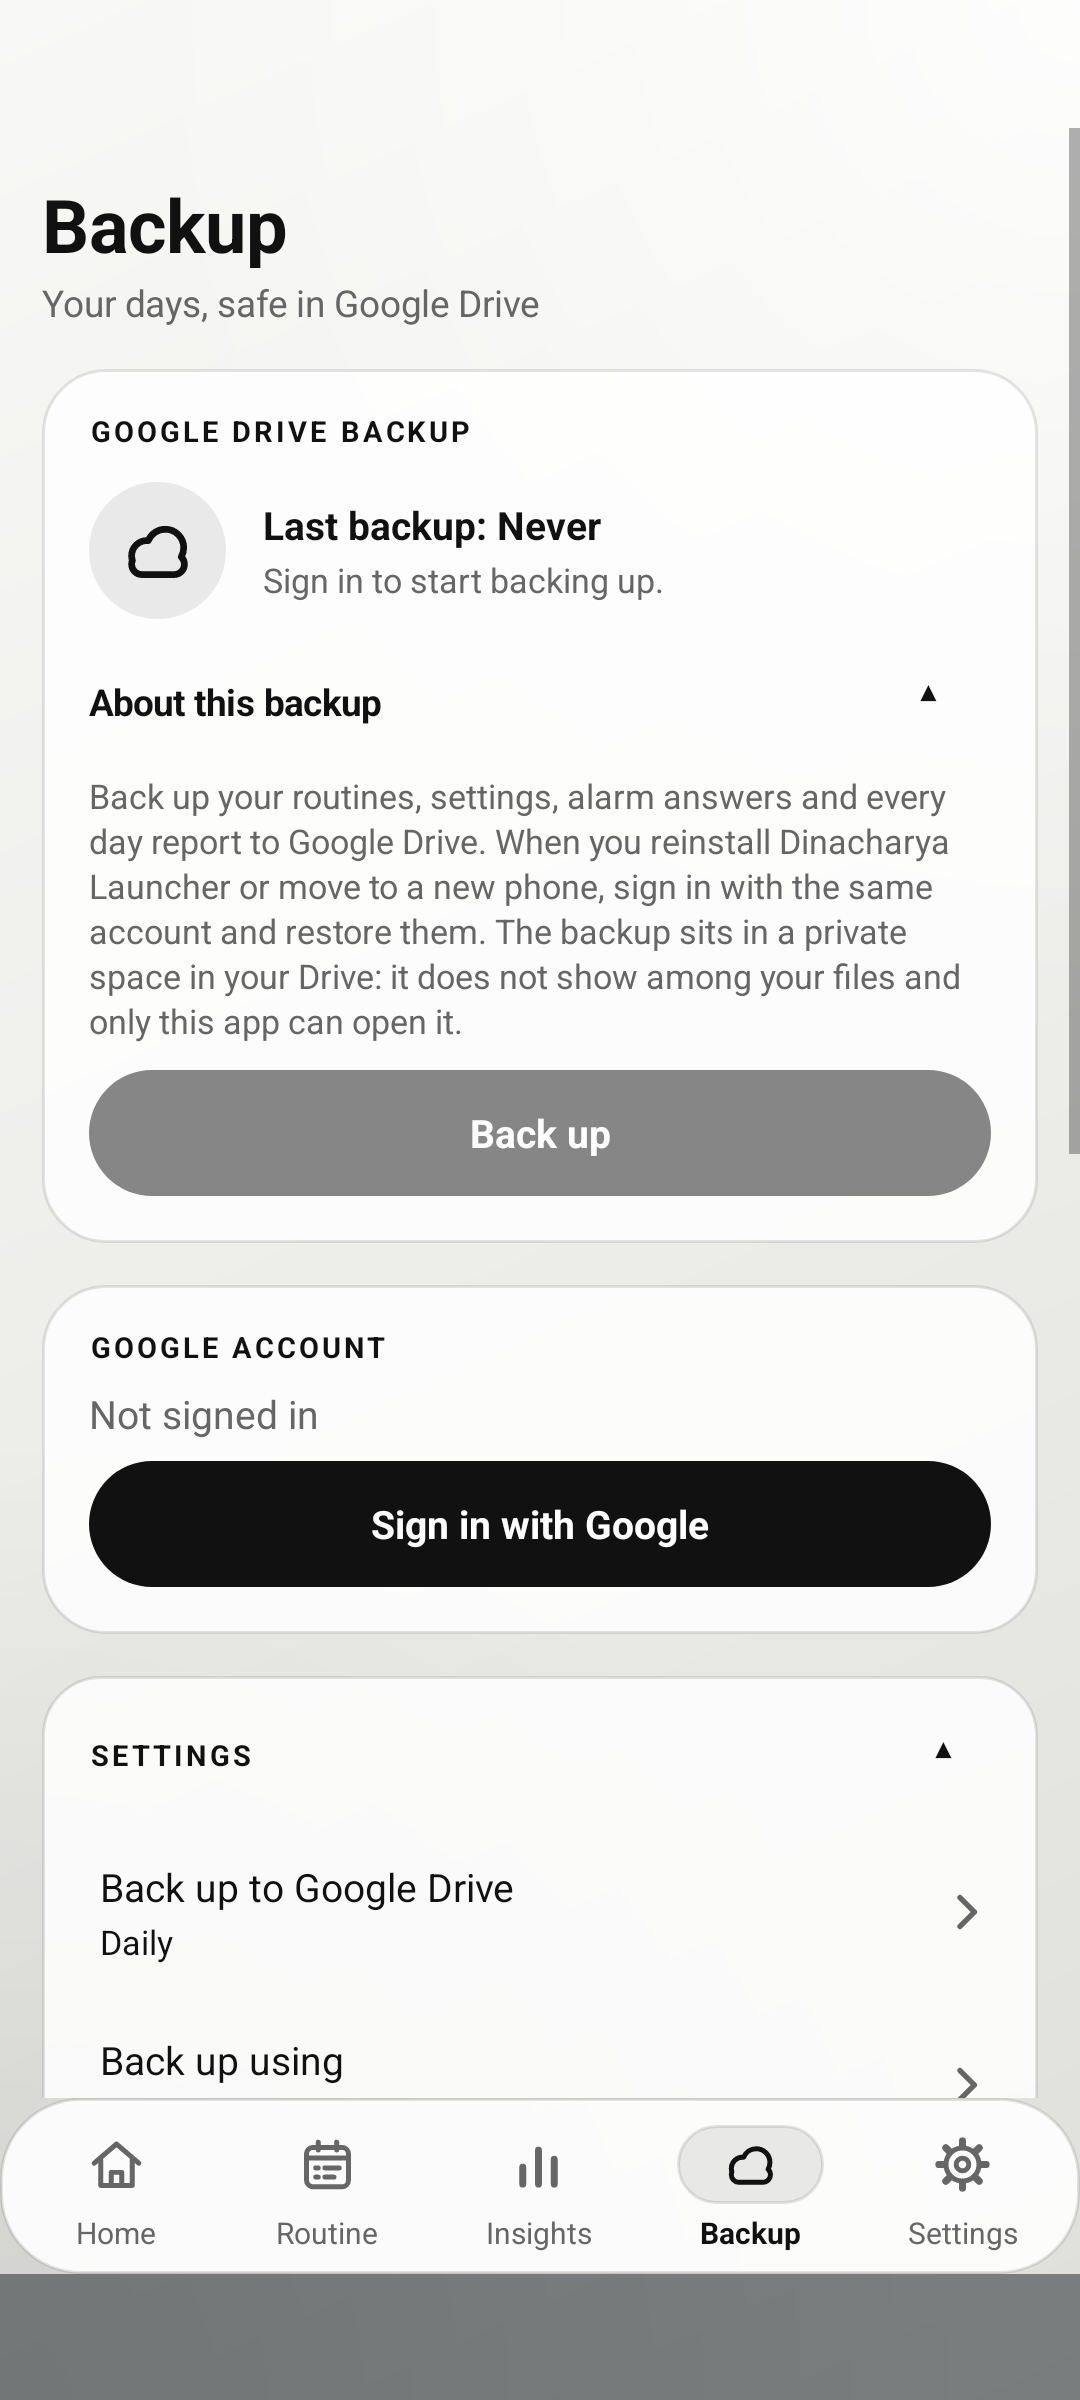 Backup
Your days, safe in Google Drive
GOOGLE DRIVE BACKUP
Last backup: Never
Sign in to start backing up.
About this backup
Back up your routines, settings, alarm answers and every
day report to Google Drive. When you reinstall Dinacharya
Launcher or move to a new phone, sign in with the same
account and restore them. The backup sits in a private
space in your Drive: it does not show among your files and
only this app can open it.
Back up
GOOGLE ACCOUNT
Not signed in
Sign in with Google
SETTINGS
Back up to Google Drive
Daily
Back up using
Home
Routine
Insights
Backup
Settings